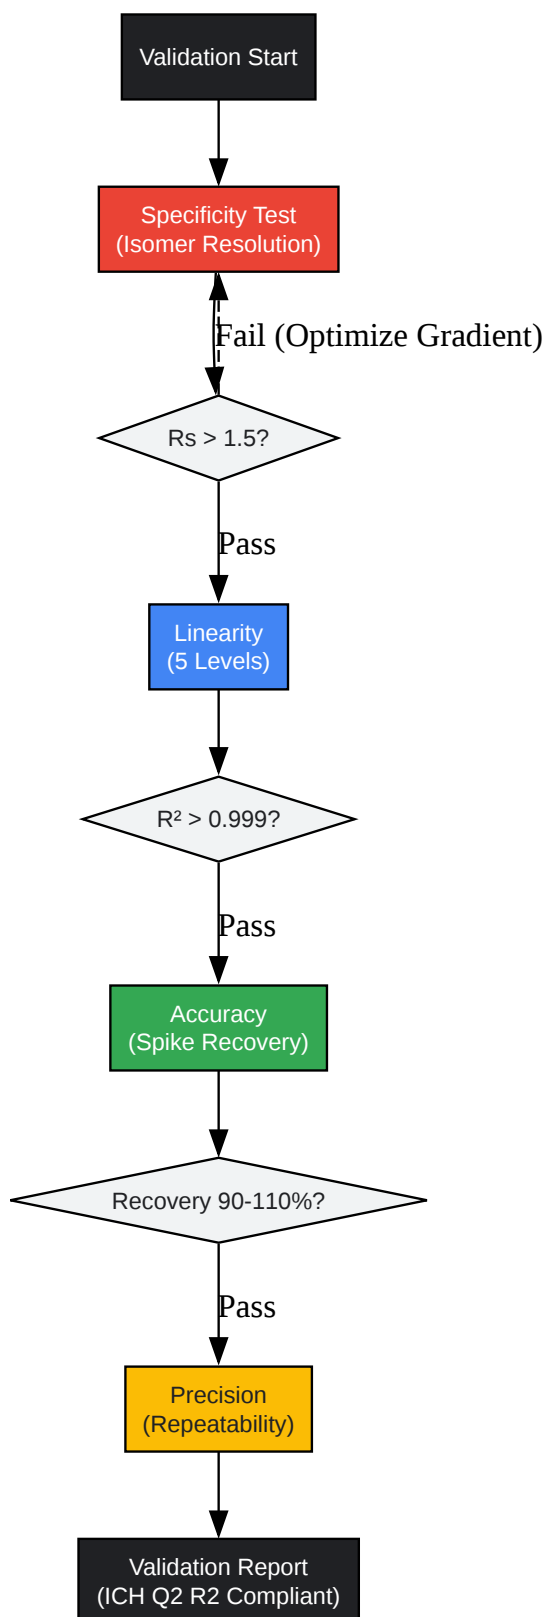 Validation Start
Specificity Test
(Isomer Resolution)
Fail (Optimize Gradient)
Rs > 1.5?
Pass
Linearity
(5 Levels)
R² > 0.999?
Pass
Accuracy
(Spike Recovery)
Recovery 90-110%?
Pass
Precision
(Repeatability)
Validation Report
(ICH Q2 R2 Compliant)